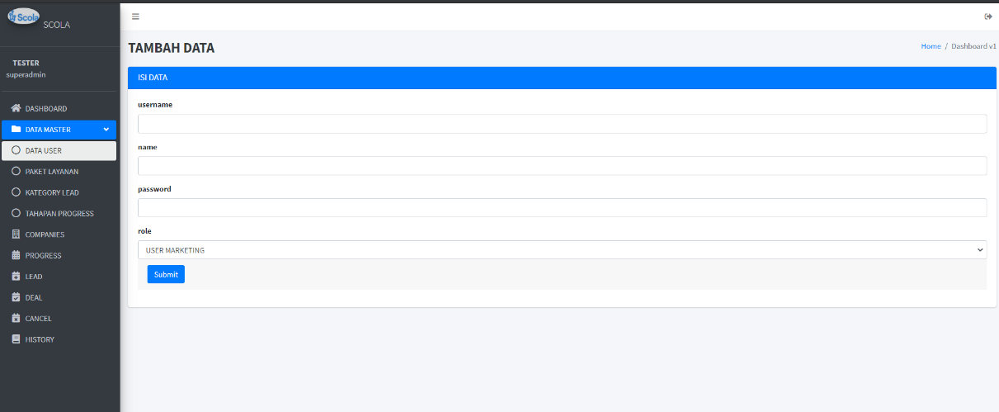 Scola
SCOLA
TESTER
superadmin
DASHBOARD
DATA MASTER
DATA USER
PAKET LAYANAN
KATEGORY LEAD
TAHAPAN PROGRESS
COMPANIES
PROGRESS
LEAD
DEAL
CANCEL
HISTORY
TAMBAH DATA
Home / Dashboard v1
ISI DATA
username
name
password
role
USER MARKETING
Submit